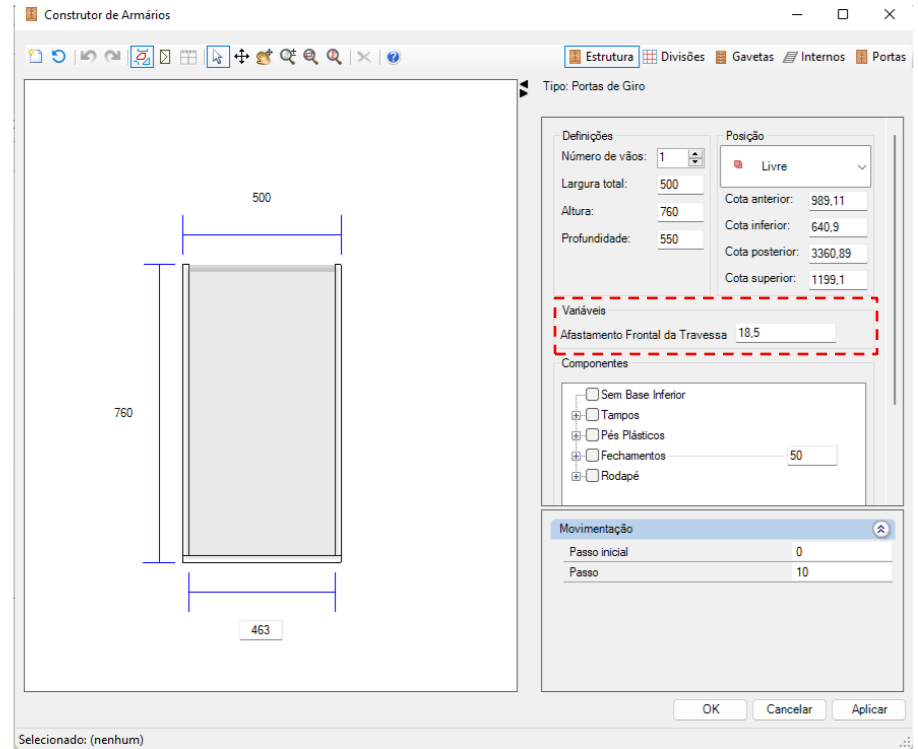 Construtor de Armários
Estrutura Divisões Gavetas Internos Portas
Tipo: Portas de Giro
Definições
Número de vãos: 1
Largura total: 500
Altura: 760
Profundidade: 550
Posição
Livre
Cota anterior: 989,11
Cota inferior: 640,9
Cota posterior: 3360,89
Cota superior: 1199,1
Variáveis
Afastamento Frontal da Travessa 18,5
Componentes
Sem Base Inferior
Tampos
Pés Plásticos
Fechamentos 50
Rodapé
Movimentação
Passo inicial 0
Passo 10
500
760
463
OK Cancelar Aplicar
Selecionado: (nenhum)